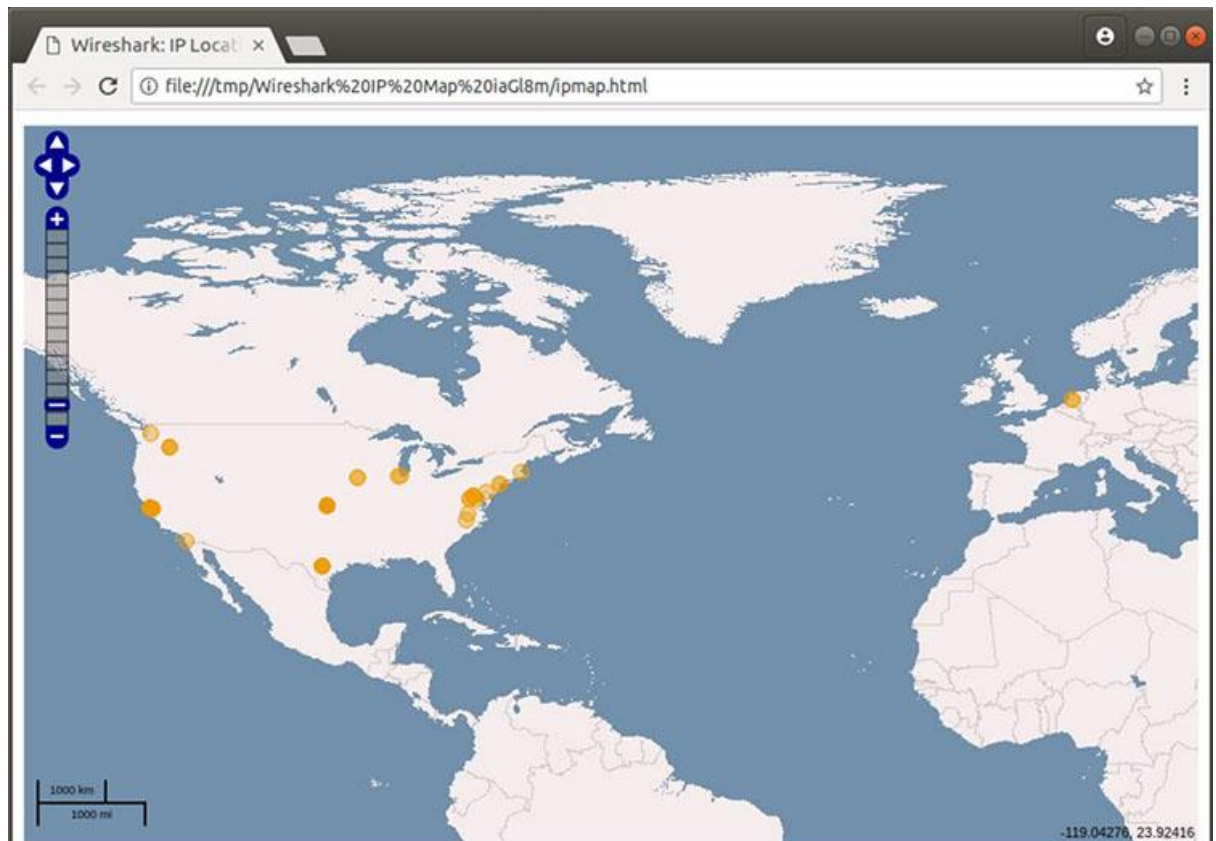 Wireshark: IP Locat
file:///tmp/Wireshark%20IP%20Map%20iaGl8m/ipmap.html
1000 km
1000 mi
-119.04276, 23.92416